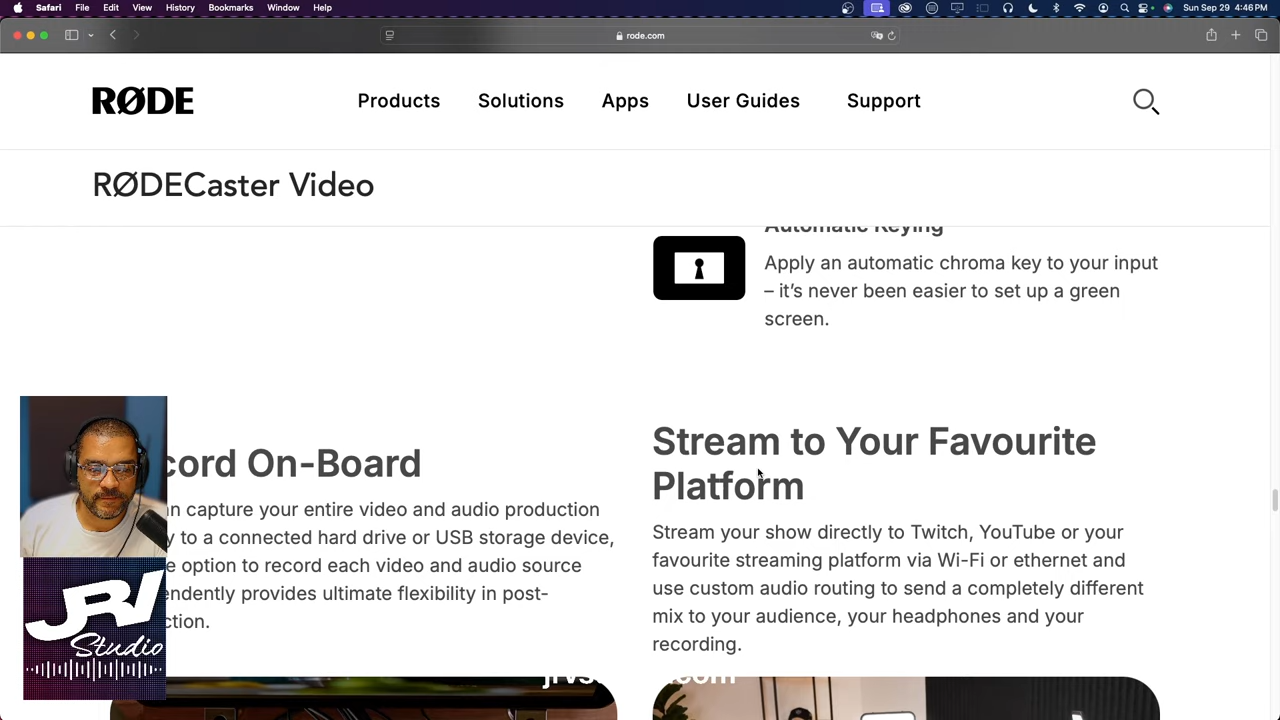 Safari File Edit View History Bookmarks Window Help
Sun Sep 29 4:46 PM
rode.com
RØDE
Products Solutions Apps User Guides Support
RØDECaster Video
Automatic Keying
Apply an automatic chroma key to your input
– it's never been easier to set up a green
screen.
cord On-Board
n capture your entire video and audio production
y to a connected hard drive or USB storage device,
e option to record each video and audio source
endently provides ultimate flexibility in post-
ction.
Stream to Your Favourite
Platform
Stream your show directly to Twitch, YouTube or your
favourite streaming platform via Wi-Fi or ethernet and
use custom audio routing to send a completely different
mix to your audience, your headphones and your
recording.
JRV
Studio